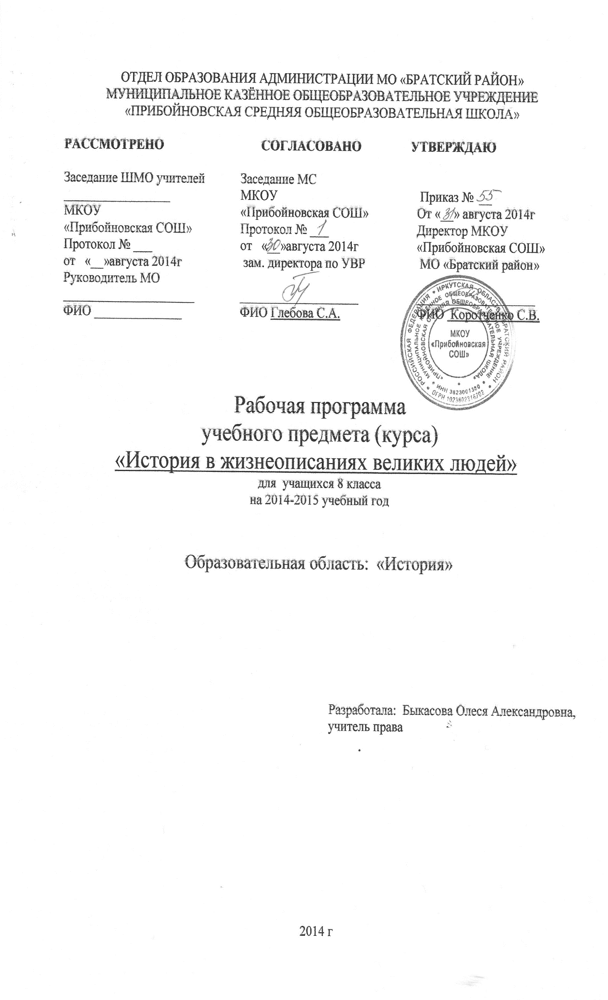 ОТДЕЛ ОБРАЗОВАНИЯ АДМИНИСТРАЦИИ МО «БРАТСКИЙ РАЙОН»
МУНИЦИПАЛЬНОЕ КАЗЁННОЕ ОБЩЕОБРАЗОВАТЕЛЬНОЕ УЧРЕЖДЕНИЕ
«ПРИБОЙНОВСКАЯ СРЕДНЯЯ ОБЩЕОБРАЗОВАТЕЛЬНАЯ ШКОЛА»
РАССМОТРЕНО
Заседание ШМО учителей
МКОУ
«Прибойновская СОШ»
Протокол № ___
от «__»августа 2014г
Руководитель МО
ФИО ______________
СОГЛАСОВАНО
Заседание МС
МКОУ
«Прибойновская СОШ»
Протокол № 1
от «30»августа 2014г
зам. директора по УВР
ФИО Глебова С.А.
УТВЕРЖДАЮ
Приказ № 55
От «31» августа 2014г
Директор МКОУ
«Прибойновская СОШ»
МО «Братский район»
ФИО Коротченко С.В.
РОССИЙСКАЯ ФЕДЕРАЦИЯ • ИРКУТСКАЯ ОБЛАСТЬ • БРАТСКИЙ РАЙОН •
МУНИЦИПАЛЬНОЕ КАЗЕННОЕ ОБЩЕОБРАЗОВАТЕЛЬНОЕ УЧРЕЖДЕНИЕ
«ПРИБОЙНОВСКАЯ СРЕДНЯЯ ОБЩЕОБРАЗОВАТЕЛЬНАЯ ШКОЛА»
МКОУ
«Прибойновская
СОШ»
• ИНН 3823001380 •
ОГРН 1023802316702
Рабочая программа
учебного предмета (курса)
«История в жизнеописаниях великих людей»
для учащихся 8 класса
на 2014-2015 учебный год
Образовательная область: «История»
Разработала: Быкасова Олеся Александровна,
учитель права
2014 г